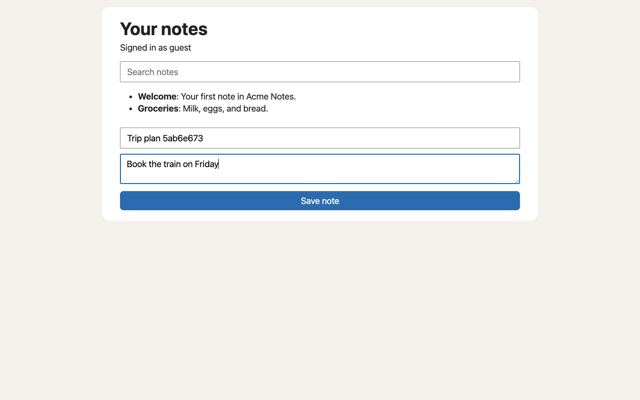 Your notes
Signed in as guest
Search notes
Welcome: Your first note in Acme Notes.
Groceries: Milk, eggs, and bread.
Trip plan 5ab6e673
Book the train on Friday
Save note